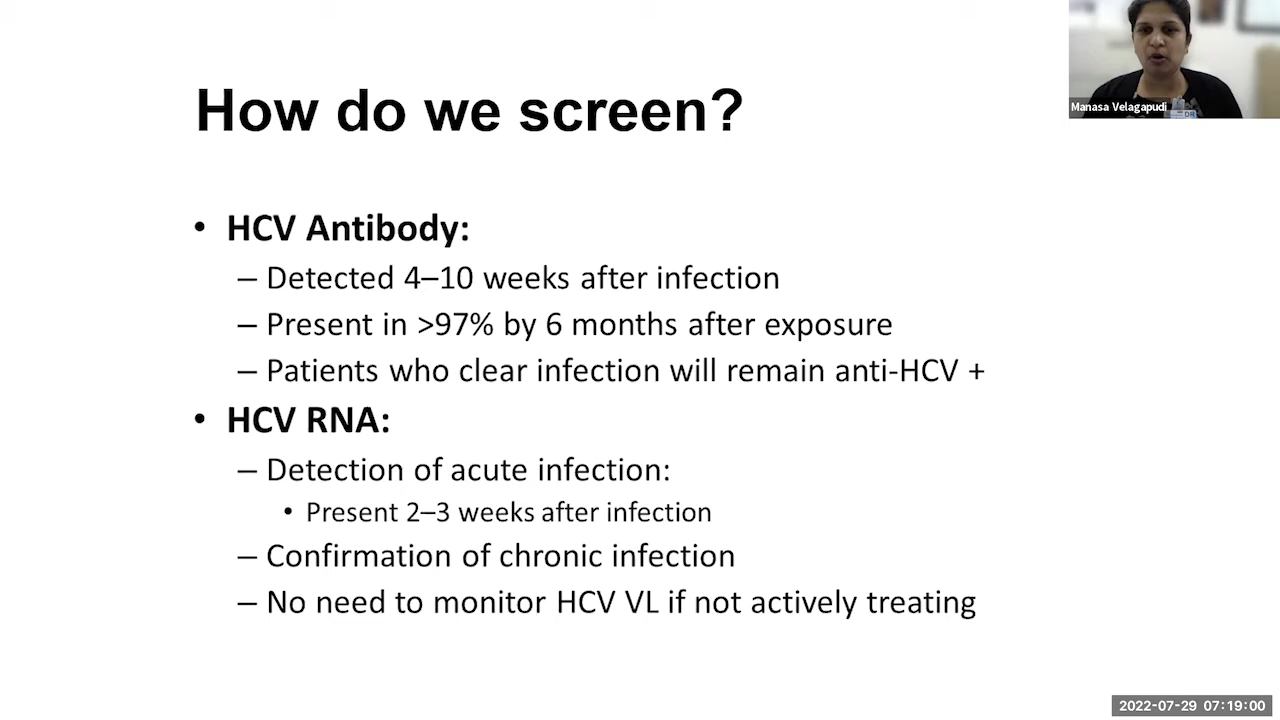 Manasa Velagapudi
How do we screen?
• HCV Antibody:
– Detected 4–10 weeks after infection
– Present in >97% by 6 months after exposure
– Patients who clear infection will remain anti-HCV +
• HCV RNA:
– Detection of acute infection:
• Present 2–3 weeks after infection
– Confirmation of chronic infection
– No need to monitor HCV VL if not actively treating
2022-07-29 07:19:00